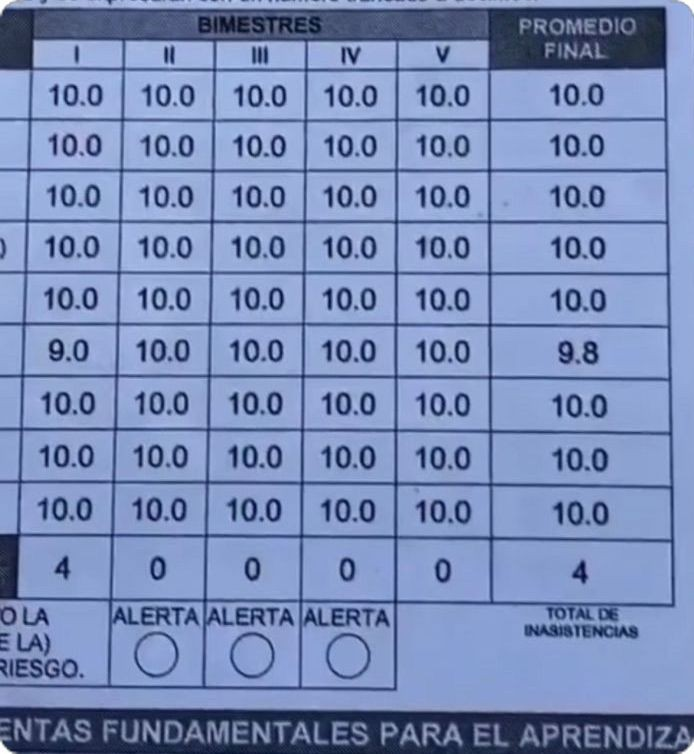 BIMESTRES PROMEDIO FINAL
I II III IV V
10.0 10.0 10.0 10.0 10.0 10.0
10.0 10.0 10.0 10.0 10.0 10.0
10.0 10.0 10.0 10.0 10.0 10.0
) 10.0 10.0 10.0 10.0 10.0 10.0
10.0 10.0 10.0 10.0 10.0 10.0
9.0 10.0 10.0 10.0 10.0 9.8
10.0 10.0 10.0 10.0 10.0 10.0
10.0 10.0 10.0 10.0 10.0 10.0
10.0 10.0 10.0 10.0 10.0 10.0
4 0 0 0 0 4
O LA
E LA)
RIESGO.
ALERTA ALERTA ALERTA
TOTAL DE
INASISTENCIAS
ENTAS FUNDAMENTALES PARA EL APRENDIZA